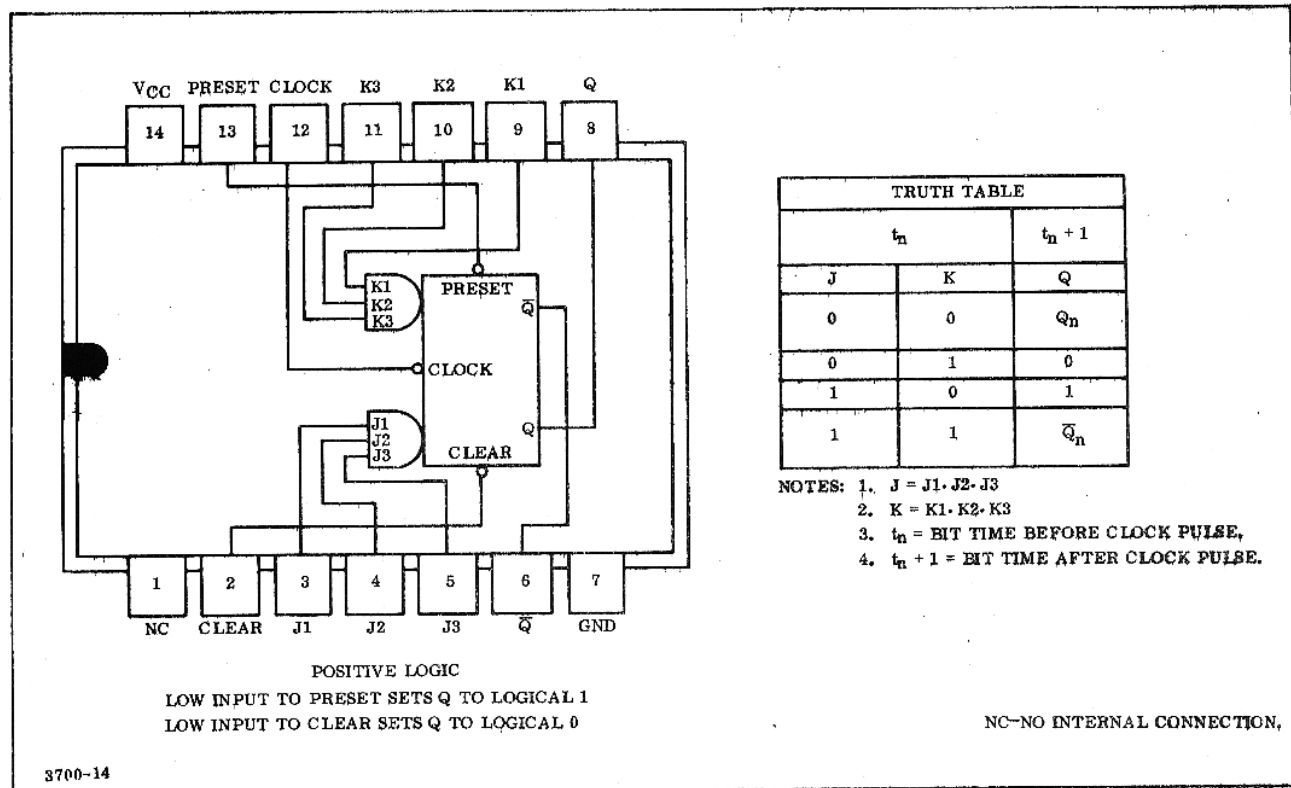 VCC PRESET CLOCK K3 K2 K1 Q
14 13 12 11 10 9 8
K1
K2
K3
PRESET
Q̅
CLOCK
J1
J2
J3
Q
CLEAR
1 2 3 4 5 6 7
NC CLEAR J1 J2 J3 Q̅ GND
POSITIVE LOGIC
LOW INPUT TO PRESET SETS Q TO LOGICAL 1
LOW INPUT TO CLEAR SETS Q TO LOGICAL 0
TRUTH TABLE
tn tn + 1
J K Q
0 0 Qn
0 1 0
1 0 1
1 1 Q̅n
NOTES: 1. J = J1· J2· J3
2. K = K1· K2· K3
3. tn = BIT TIME BEFORE CLOCK PULSE.
4. tn + 1 = BIT TIME AFTER CLOCK PULSE.
NC-NO INTERNAL CONNECTION.
3700-14